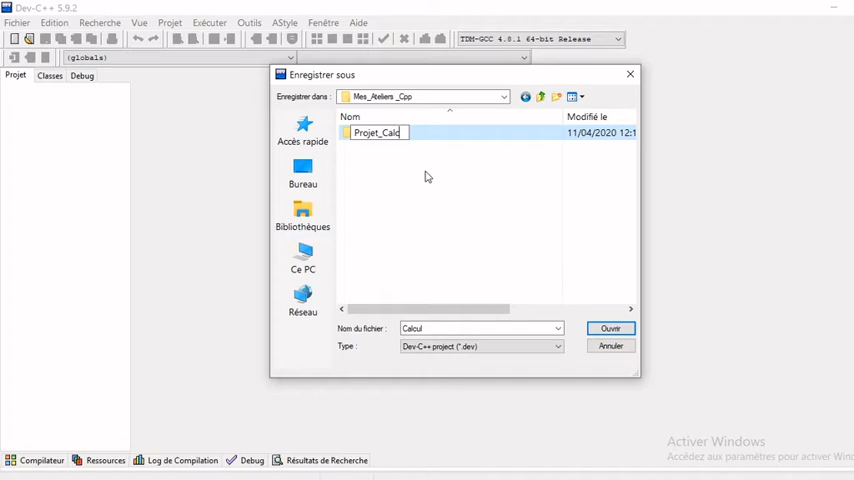 Dev-C++ 5.9.2
Fichier Edition Recherche Vue Projet Exécuter Outils AStyle Fenêtre Aide
TDM-GCC 4.8.1 64-bit Release
(globals)
Projet Classes Debug
Enregistrer sous
Enregistrer dans : Mes_Ateliers _Cpp
Nom Modifié le
Projet_Calc 11/04/2020 12:1
Accès rapide
Bureau
Bibliothèques
Ce PC
Réseau
Nom du fichier : Calcul Ouvrir
Type : Dev-C++ project (*.dev) Annuler
Activer Windows
Accédez aux paramètres pour activer Wind
Compilateur Ressources Log de Compilation Debug Résultats de Recherche